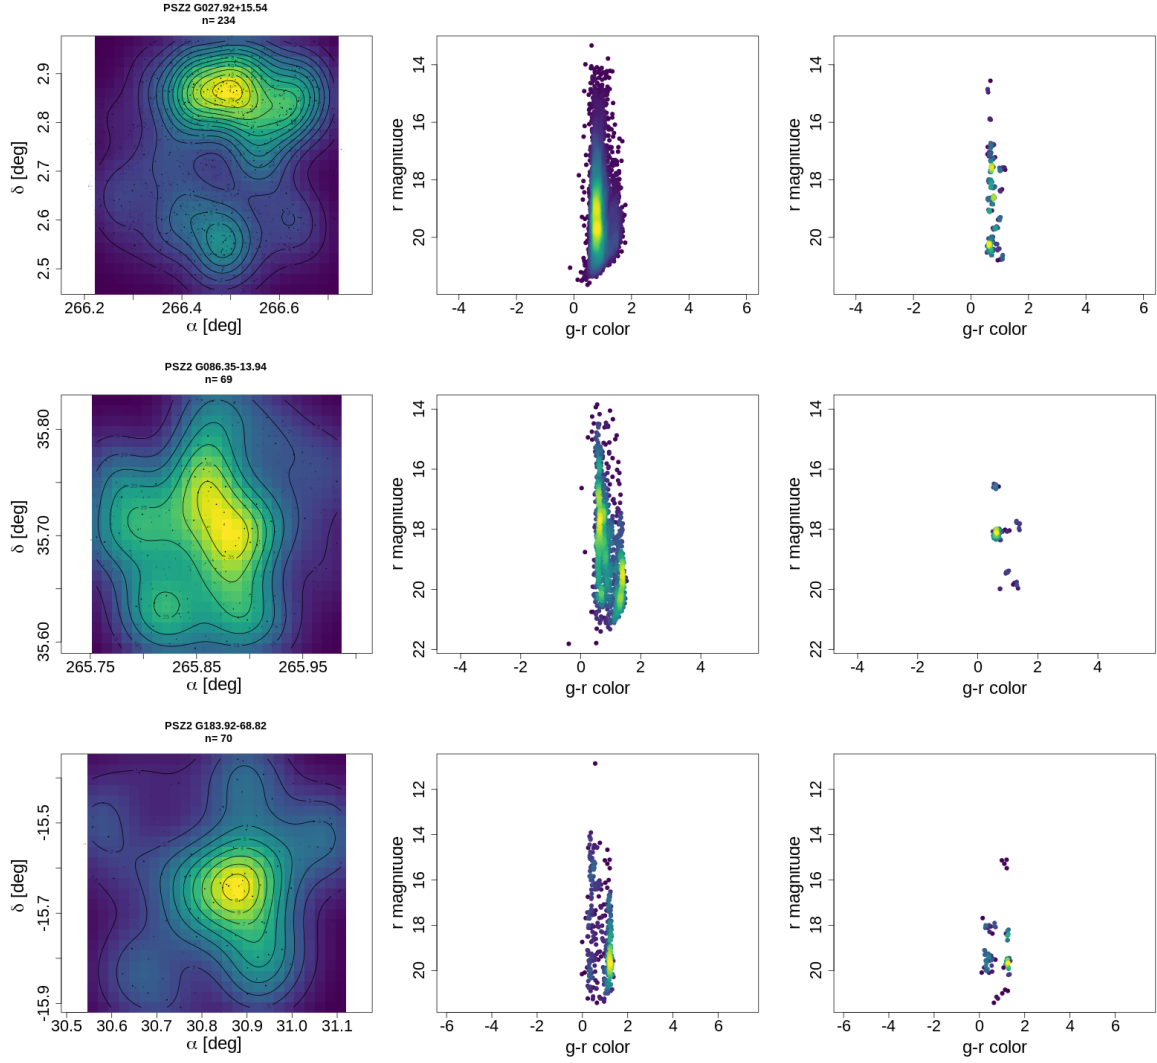 PSZ2 G027.92+15.54
n= 234
2.9
2.8
2.7
2.6
2.5
δ [deg]
266.2 266.4 266.6
α [deg]
14
16
18
20
r magnitude
-4 -2 0 2 4 6
g-r color
14
16
18
20
r magnitude
-4 -2 0 2 4 6
g-r color
PSZ2 G086.35-13.94
n= 69
35.80
35.70
35.60
δ [deg]
265.75 265.85 265.95
α [deg]
14
16
18
20
22
r magnitude
-4 -2 0 2 4
g-r color
14
16
18
20
22
r magnitude
-4 -2 0 2 4
g-r color
PSZ2 G183.92-68.82
n= 70
-15.5
-15.7
-15.9
δ [deg]
30.5 30.6 30.7 30.8 30.9 31.0 31.1
α [deg]
12
14
16
18
20
r magnitude
-6 -4 -2 0 2 4 6
g-r color
12
14
16
18
20
r magnitude
-6 -4 -2 0 2 4 6
g-r color